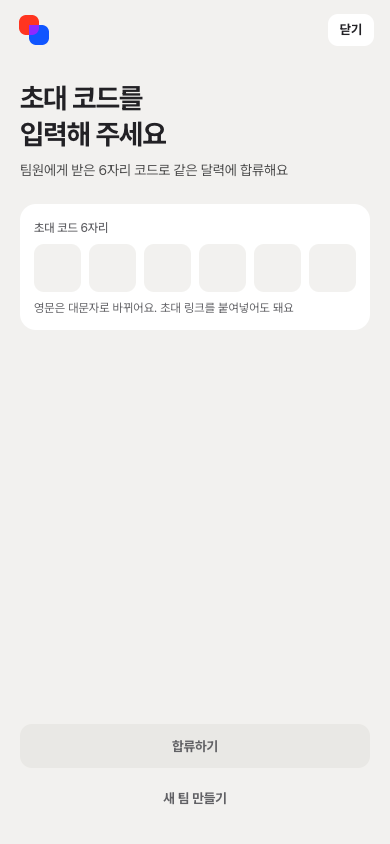 닫기
초대 코드를
입력해 주세요
팀원에게 받은 6자리 코드로 같은 달력에 합류해요
초대 코드 6자리
영문은 대문자로 바뀌어요. 초대 링크를 붙여넣어도 돼요
합류하기
새 팀 만들기